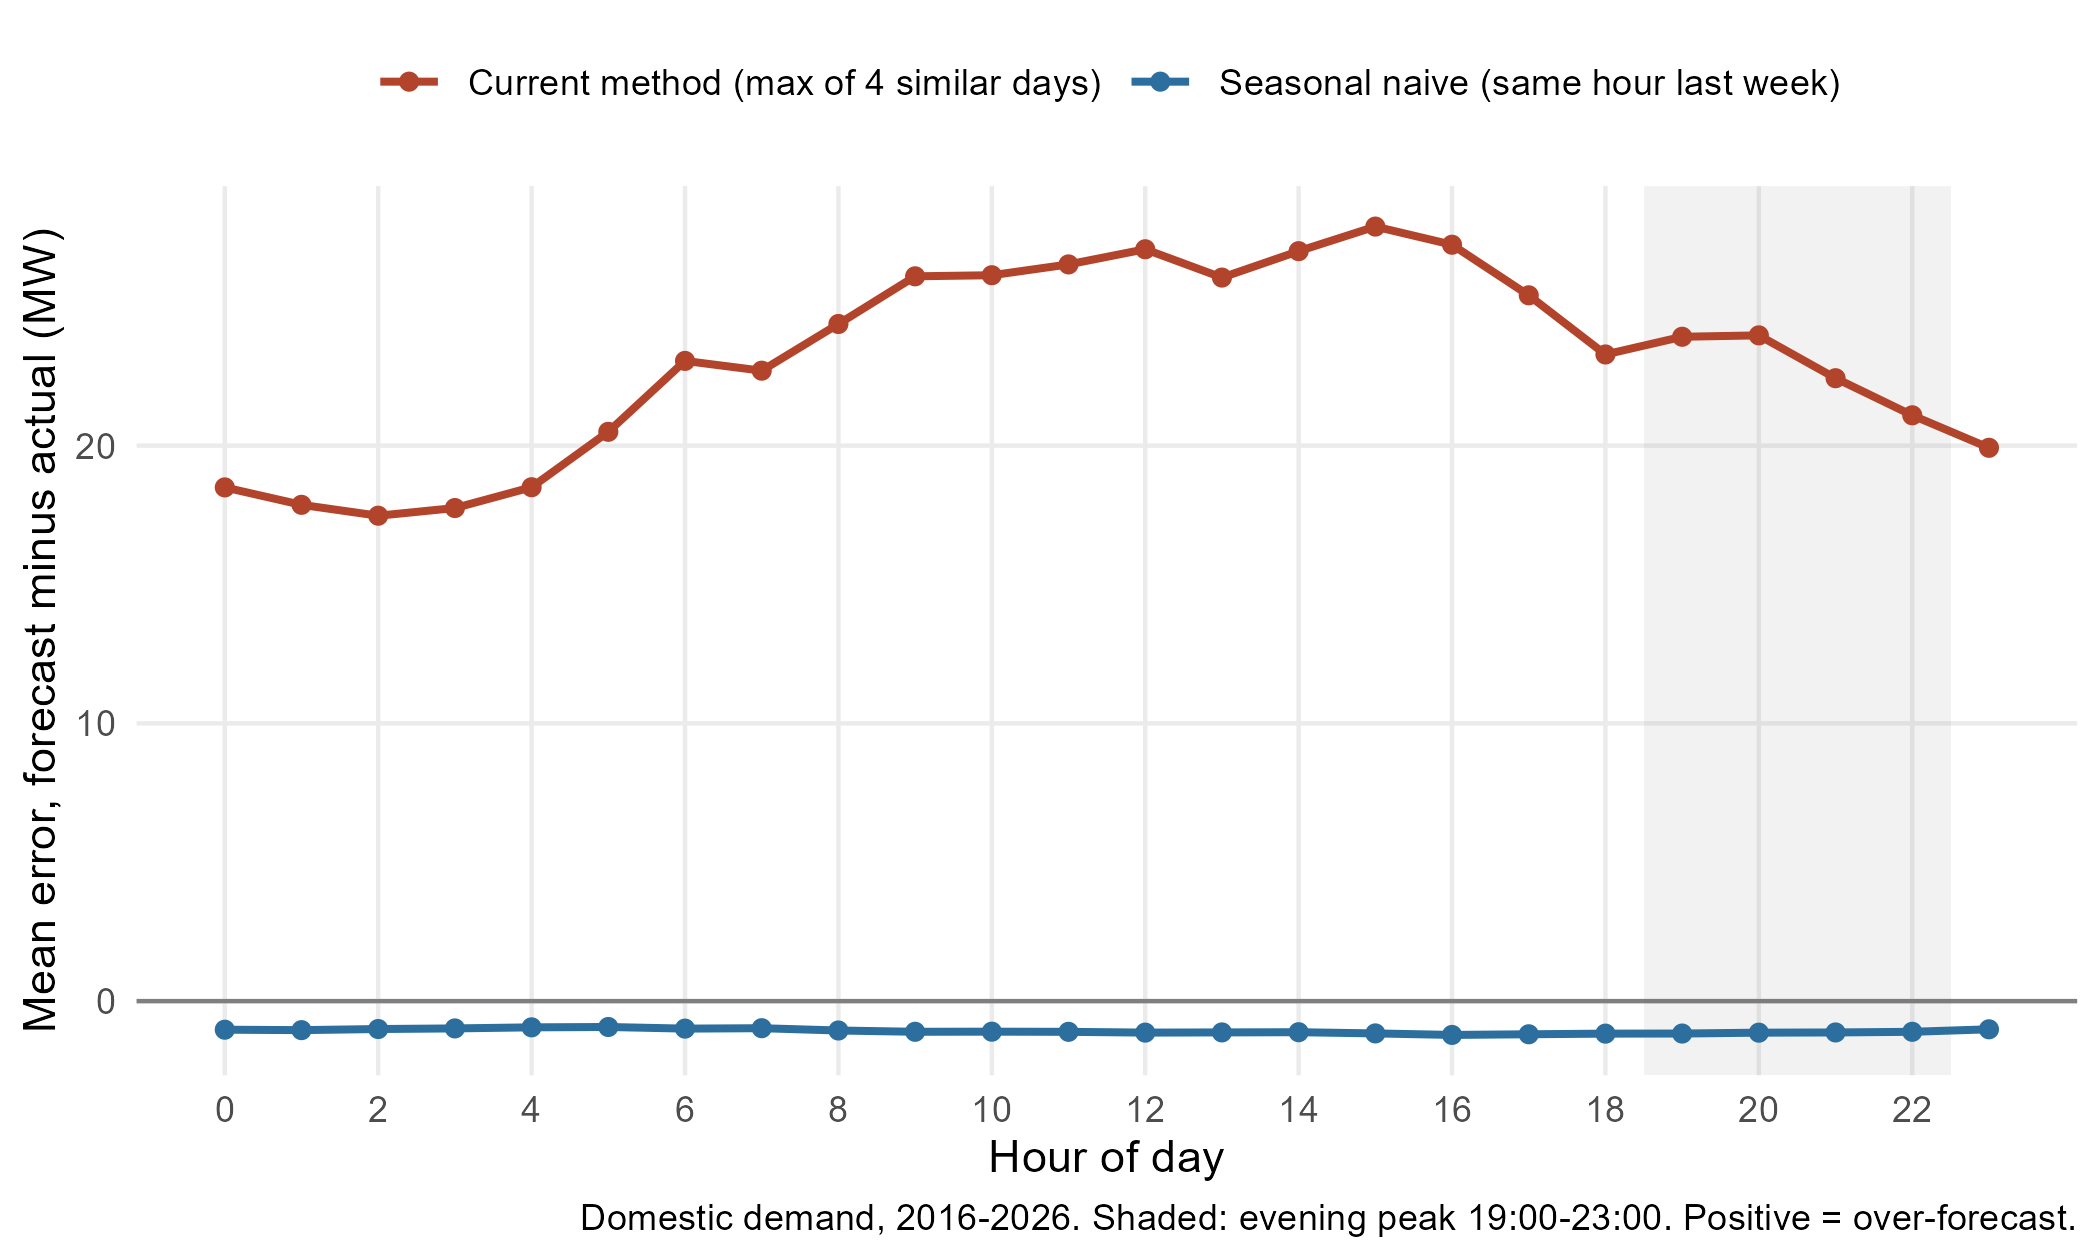 Current method (max of 4 similar days) Seasonal naive (same hour last week)
Mean error, forecast minus actual (MW)
20
10
0
0 2 4 6 8 10 12 14 16 18 20 22
Hour of day
Domestic demand, 2016-2026. Shaded: evening peak 19:00-23:00. Positive = over-forecast.